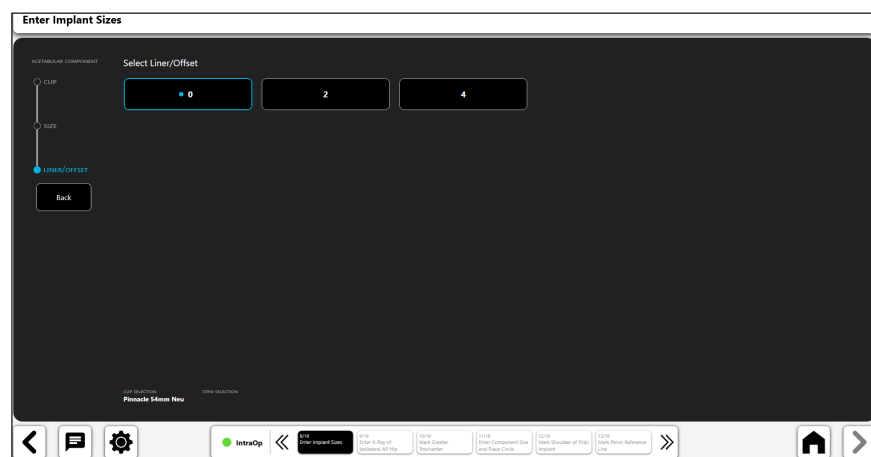 Enter Implant Sizes
ACETABULAR COMPONENT
Select Liner/Offset
CUP
0
2
4
SIZE
LINER/OFFSET
Back
CUP SELECTION
STEM SELECTION
Pinnacle 54mm Neu
IntraOp
8/19
Enter Implant Sizes
9/19
Enter X-Ray of
Ipsilateral AP Hip
10/19
Mark Greater
Trochanter
11/19
Enter Component Size
and Place Circle
12/19
Mark Shoulder of Trial/
Implant
13/19
Mark Pelvis Reference
Line